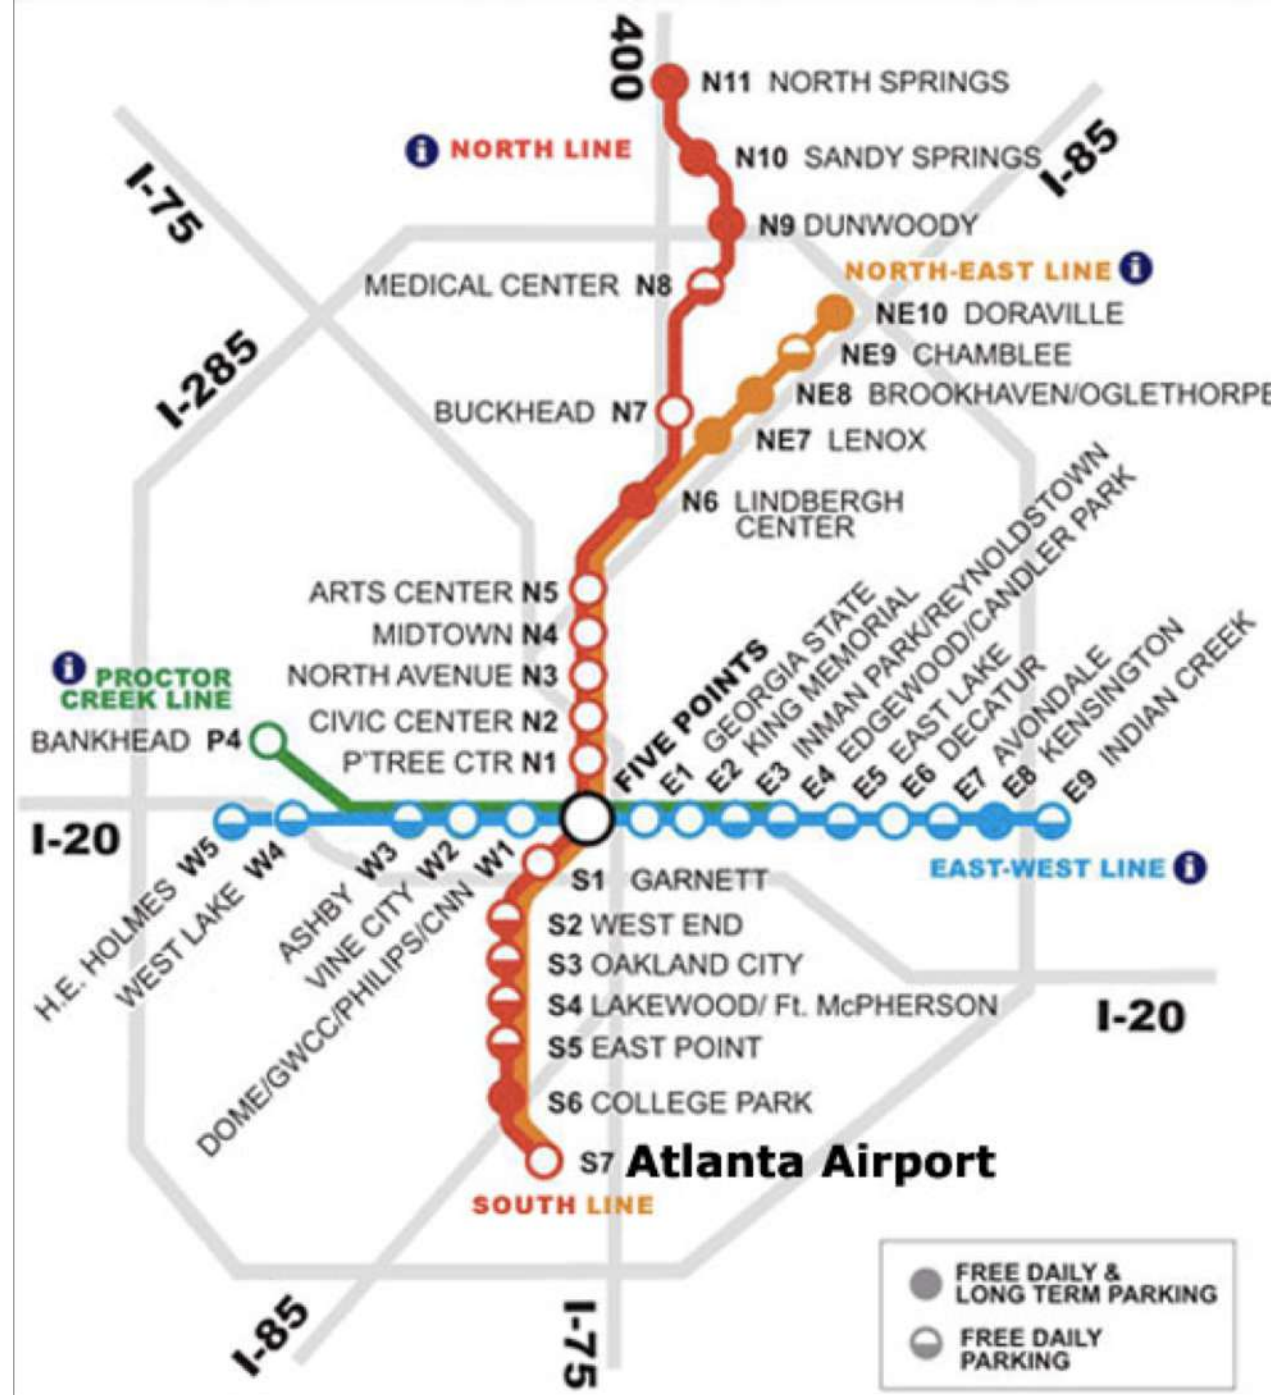 400
N11 NORTH SPRINGS
i NORTH LINE
N10 SANDY SPRINGS
I-85
I-75
N9 DUNWOODY
NORTH-EAST LINE i
MEDICAL CENTER N8
NE10 DORAVILLE
I-285
NE9 CHAMBLEE
NE8 BROOKHAVEN/OGLETHORPE
BUCKHEAD N7
NE7 LENOX
N6 LINDBERGH
CENTER
ARTS CENTER N5
MIDTOWN N4
NORTH AVENUE N3
CIVIC CENTER N2
P'TREE CTR N1
i PROCTOR
CREEK LINE
BANKHEAD P4
FIVE POINTS
E1 GEORGIA STATE
E2 KING MEMORIAL
E3 INMAN PARK/REYNOLDSTOWN
E4 EDGEWOOD/CANDLER PARK
E5 EAST LAKE
E6 DECATUR
E7 AVONDALE
E8 KENSINGTON
E9 INDIAN CREEK
I-20
H.E. HOLMES W5
WEST LAKE W4
ASHBY W3
VINE CITY W2
DOME/GWCC/PHILIPS/CNN W1
EAST-WEST LINE i
S1 GARNETT
S2 WEST END
S3 OAKLAND CITY
S4 LAKEWOOD/ Ft. McPHERSON
I-20
S5 EAST POINT
S6 COLLEGE PARK
S7 Atlanta Airport
SOUTH LINE
I-85
I-75
FREE DAILY &
LONG TERM PARKING
FREE DAILY
PARKING